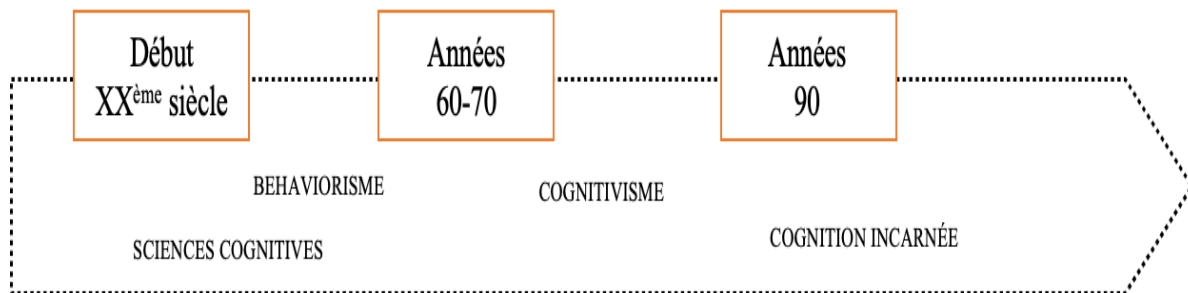 Début
XXème siècle
Années
60-70
Années
90
BEHAVIORISME
COGNITIVISME
SCIENCES COGNITIVES
COGNITION INCARNÉE